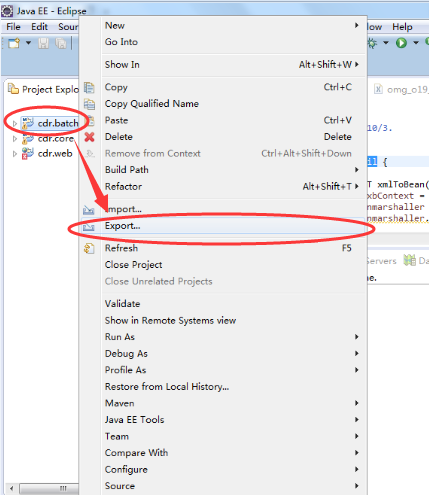 Java EE - Eclipse
File Edit Sour
dow Help
Project Explo
cdr.batch
cdr.core
cdr.web
New
Go Into
Show In Alt+Shift+W
Copy Ctrl+C
Copy Qualified Name
Paste Ctrl+V
Delete Delete
Remove from Context Ctrl+Alt+Shift+Down
Build Path
Refactor Alt+Shift+T
Import...
Export...
Refresh F5
Close Project
Close Unrelated Projects
Validate
Show in Remote Systems view
Run As
Debug As
Profile As
Restore from Local History...
Maven
Java EE Tools
Team
Compare With
Configure
Source
omg_o19_
10/3.
il {
T xmlToBean(
xbContext =
nmarshaller
nmarshaller.
Servers Da
ne.